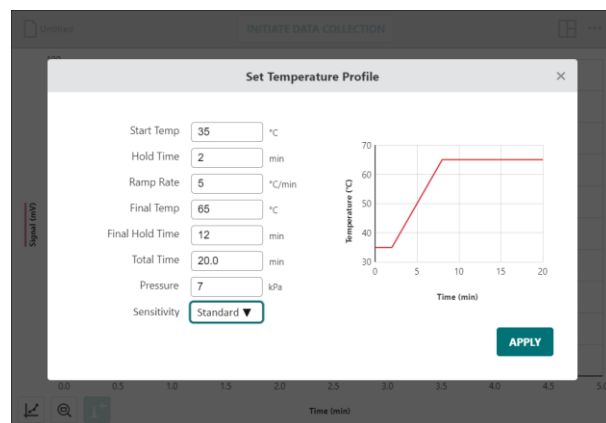 Untitled
INITIATE DATA COLLECTION
Set Temperature Profile
×
Start Temp 35 °C
Hold Time 2 min
Ramp Rate 5 °C/min
Final Temp 65 °C
Final Hold Time 12 min
Total Time 20.0 min
Pressure 7 kPa
Sensitivity Standard ▼
70
60
50
40
30
Temperature (°C)
0 5 10 15 20
Time (min)
APPLY
Signal (mV)
0.0 0.5 1.0 1.5 2.0 2.5 3.0 3.5 4.0 4.5 5.0
Time (min)